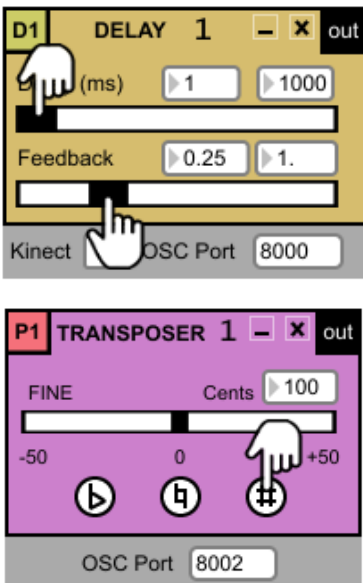 D1 DELAY 1 out
(ms) 1 1000
Feedback 0.25 1.
Kinect OSC Port 8000
P1 TRANSPOSER 1 out
FINE Cents 100
-50 0 +50
♭ ♮ #
OSC Port 8002